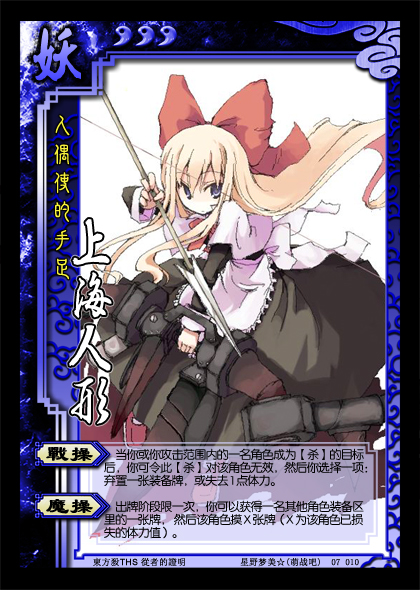 妖
人偶使的手足
上海人形
戰操
当你或你攻击范围内的一名角色成为【杀】的目标
后,你可令此【杀】对该角色无效,然后你选择一项:
弃置一张装备牌,或失去1点体力。
魔操
出牌阶段限一次,你可以获得一名其他角色装备区
里的一张牌,然后该角色摸X张牌(X为该角色已损
失的体力值)。
東方殺THS 從者的證明 星野梦美☆(萌战吧) 07 010